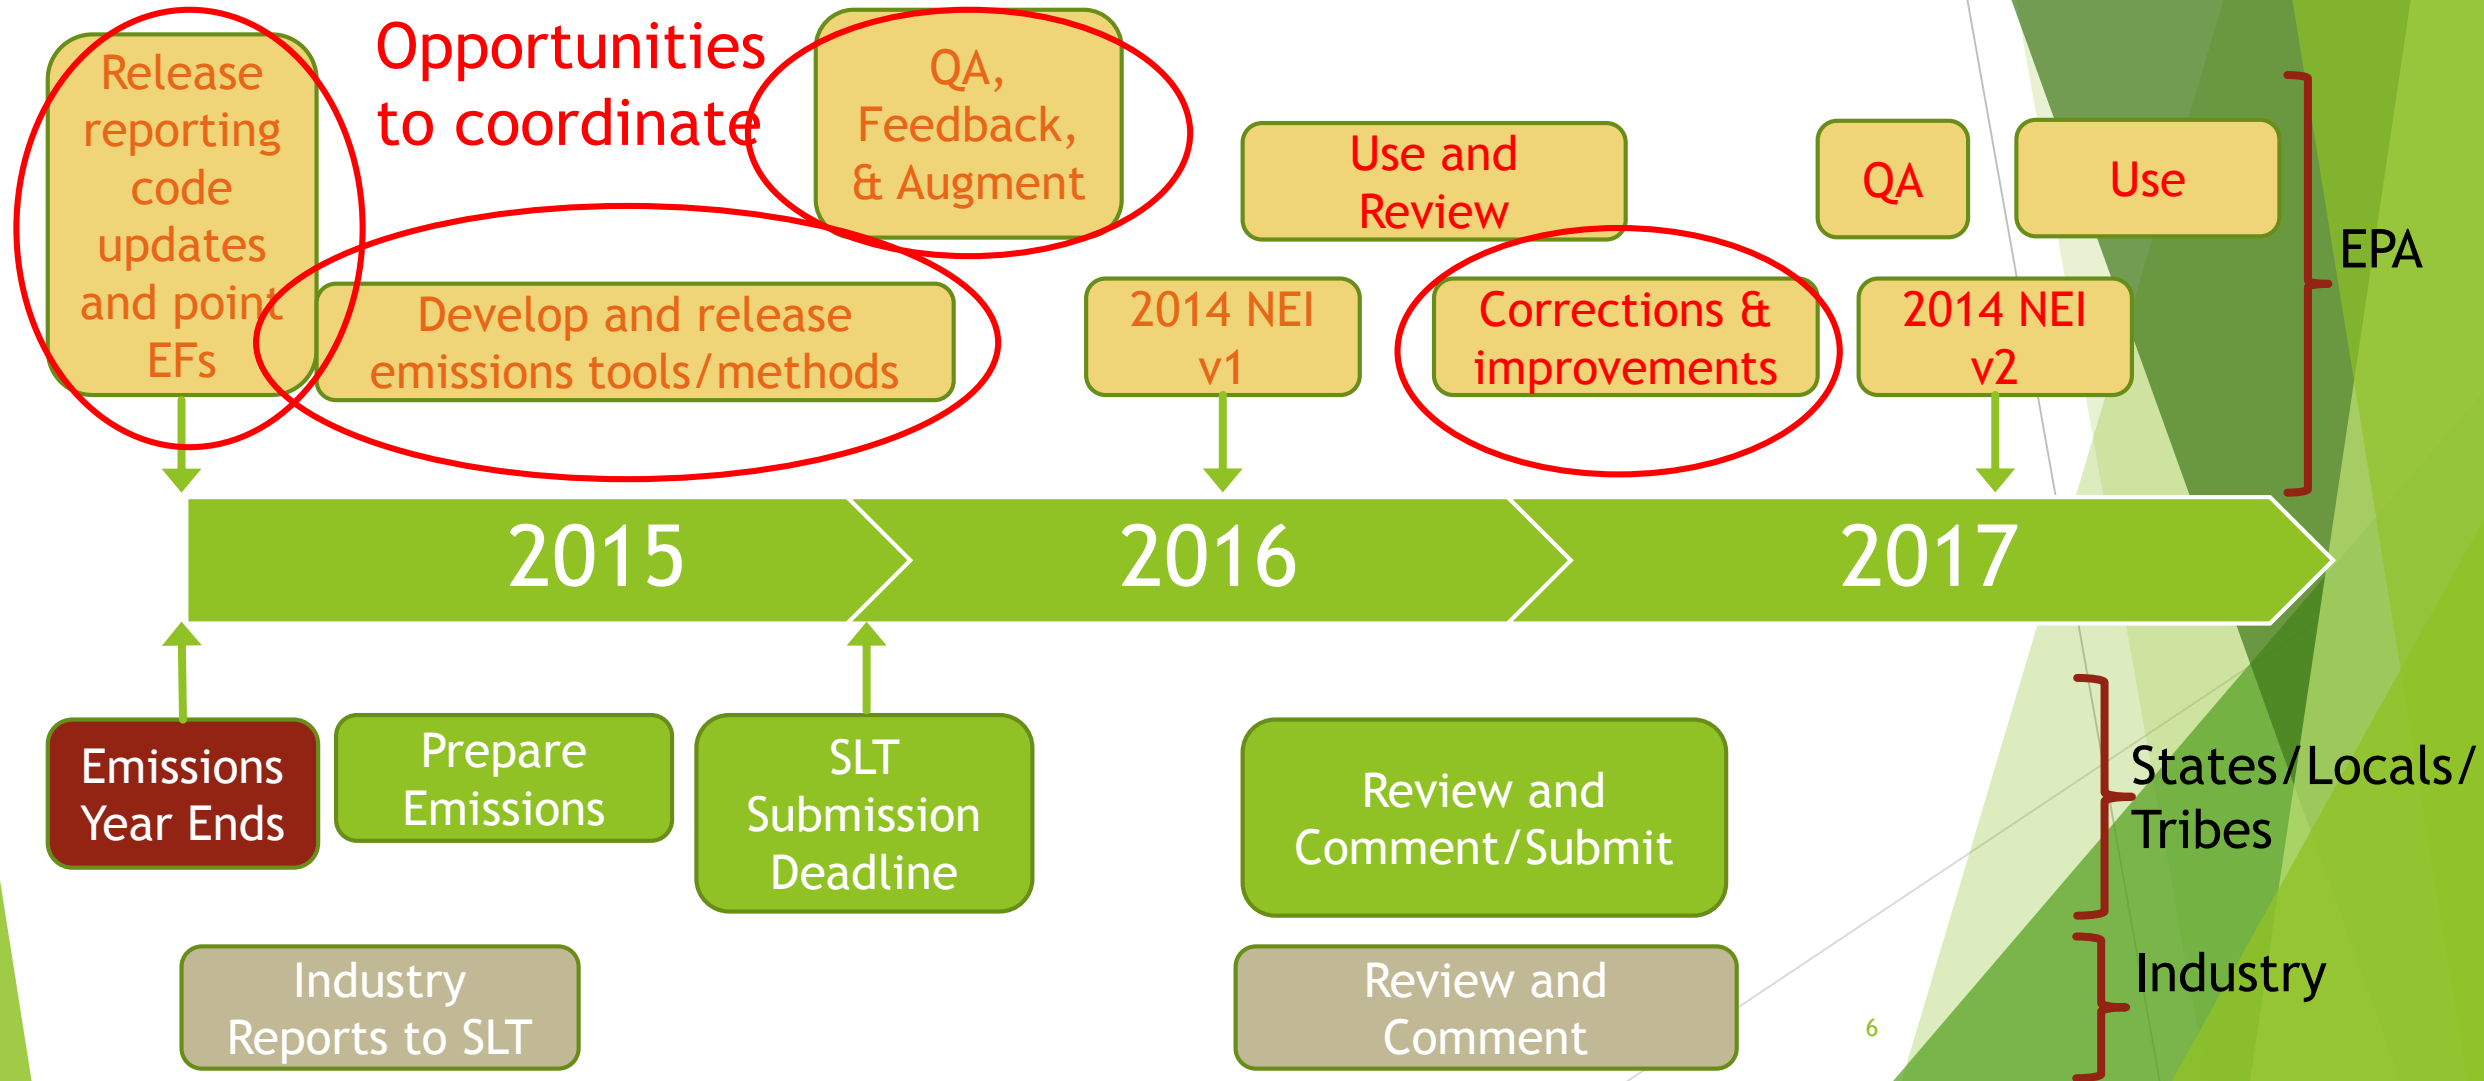 Release
reporting
code
updates
and point
EFs
Opportunities
to coordinate
QA,
Feedback,
& Augment
Use and
Review
QA
Use
EPA
Develop and release
emissions tools/methods
2014 NEI
v1
Corrections &
improvements
2014 NEI
v2
2015
2016
2017
Emissions
Year Ends
Prepare
Emissions
SLT
Submission
Deadline
Review and
Comment/Submit
States/Locals/
Tribes
Industry
Reports to SLT
Review and
Comment
Industry
6